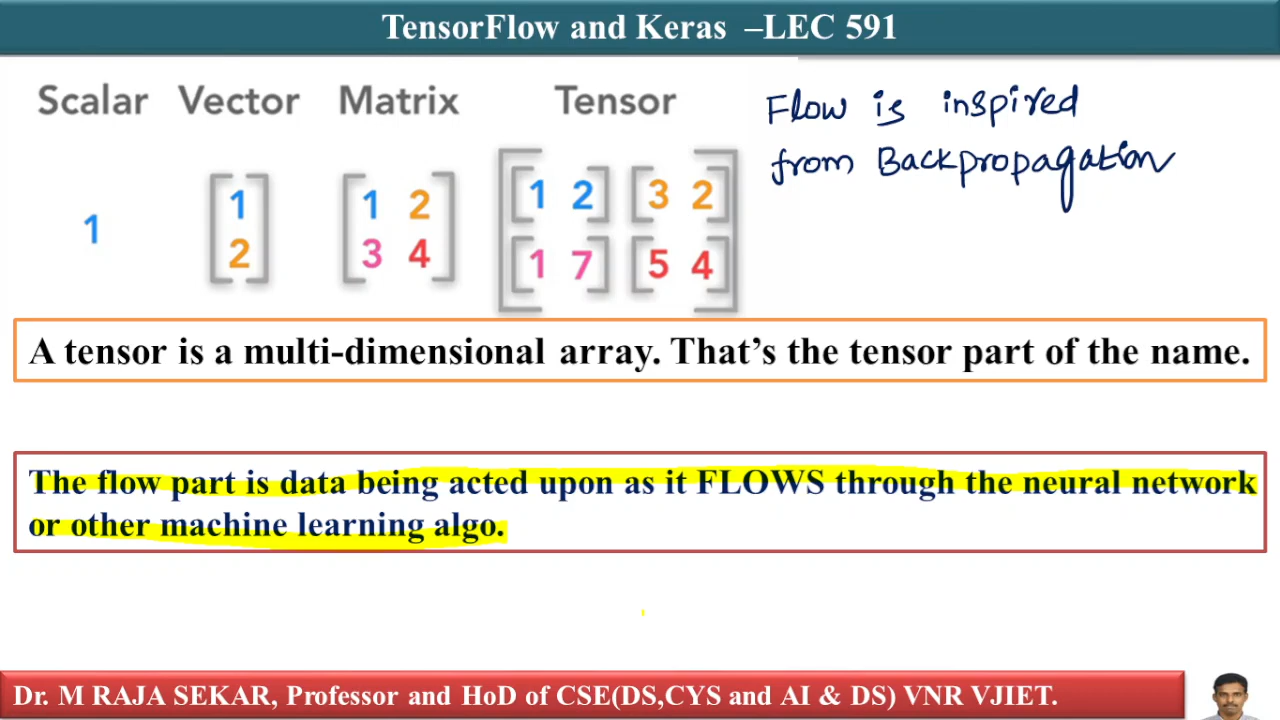 TensorFlow and Keras –LEC 591
Scalar Vector Matrix Tensor
Flow is inspired
from Backpropagation
1 2 3 2
1 1 2
1
2 3 4
1 7 5 4
A tensor is a multi-dimensional array. That's the tensor part of the name.
The flow part is data being acted upon as it FLOWS through the neural network
or other machine learning algo.
Dr. M RAJA SEKAR, Professor and HoD of CSE(DS,CYS and AI & DS) VNR VJIET.